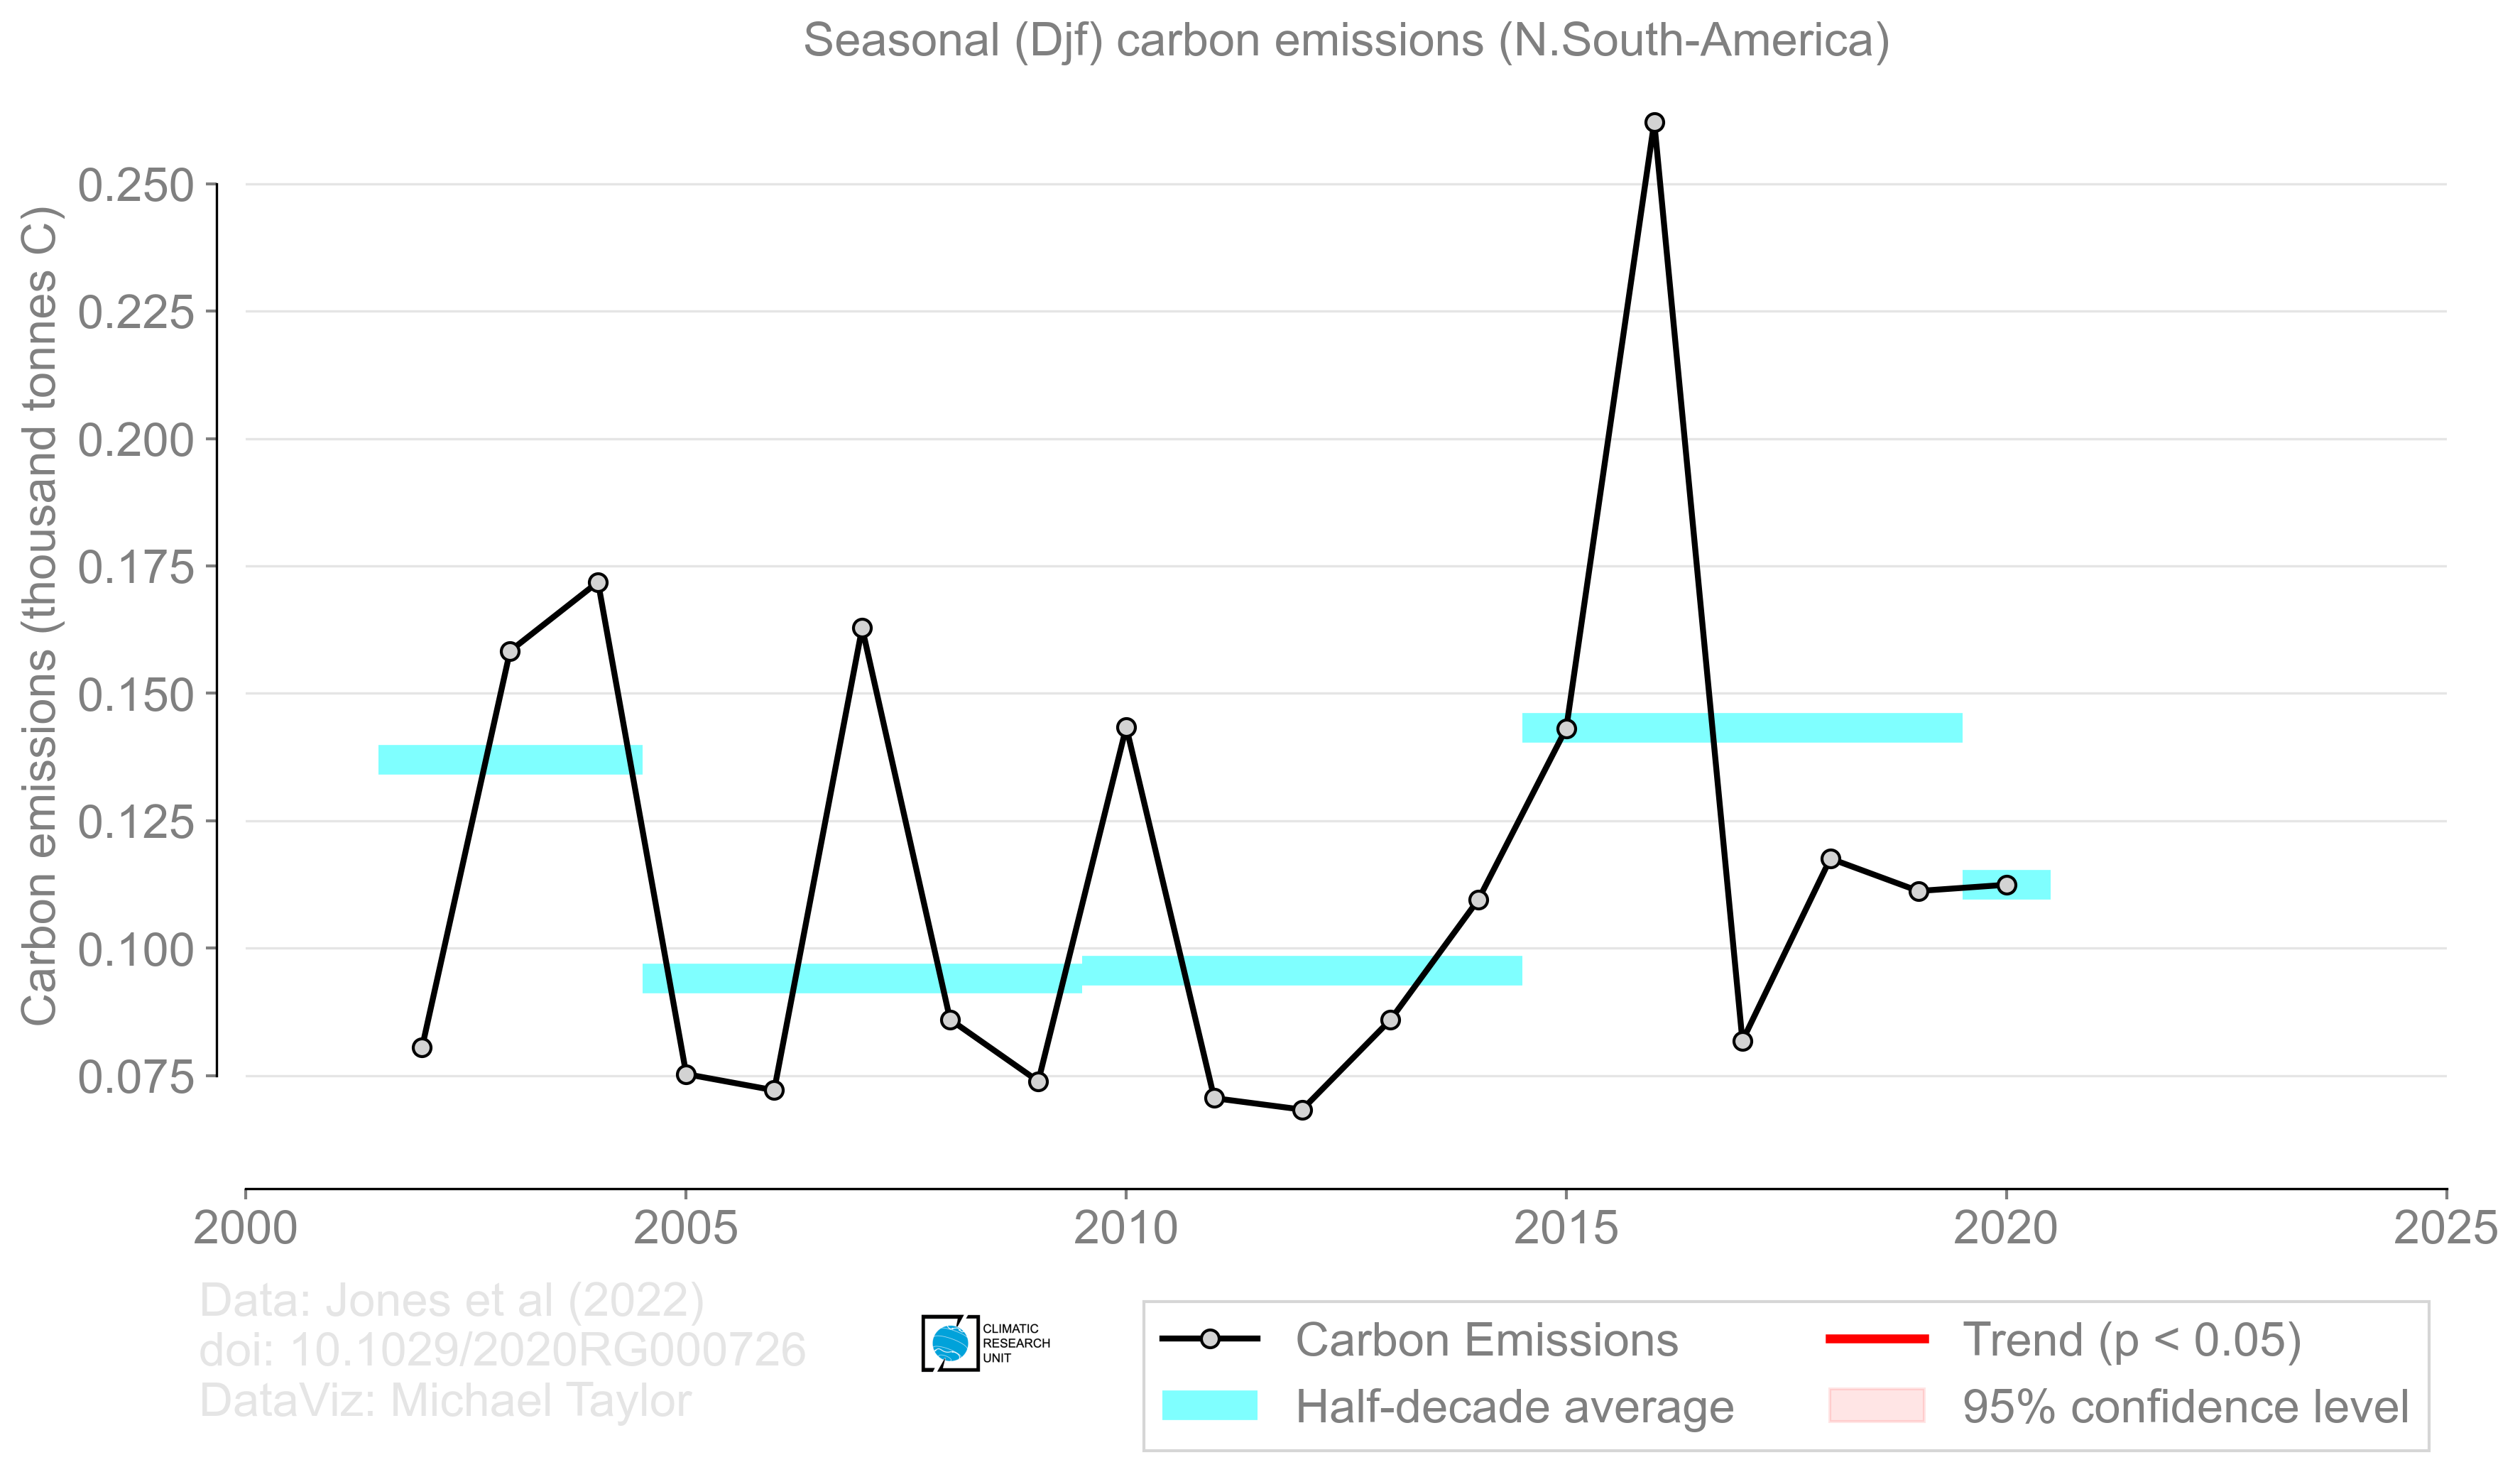 Seasonal (Djf) carbon emissions (N.South-America)
Carbon emissions (thousand tonnes C)
0.250
0.225
0.200
0.175
0.150
0.125
0.100
0.075
2000 2005 2010 2015 2020 2025
Data: Jones et al (2022)
doi: 10.1029/2020RG000726
DataViz: Michael Taylor
CLIMATIC
RESEARCH
UNIT
Carbon Emissions
Half-decade average
Trend (p < 0.05)
95% confidence level